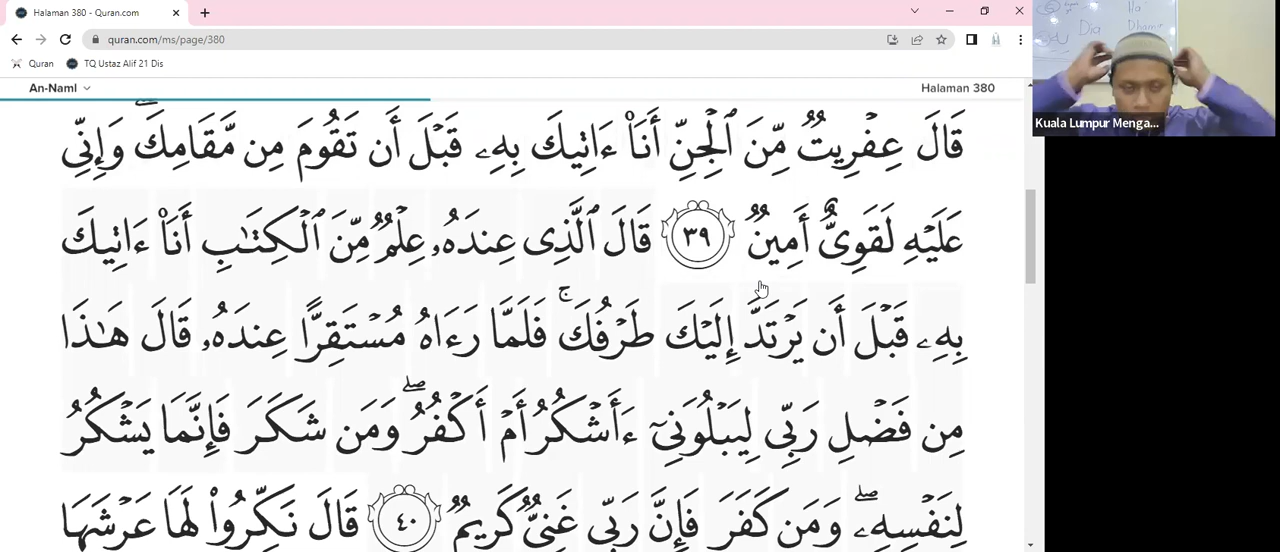 Halaman 380 - Quran.com
quran.com/ms/page/380
Quran
TQ Ustaz Alif 21 Dis
An-Naml
Halaman 380
قَالَ عِفۡرِيتٞ مِّنَ ٱلۡجِنِّ أَنَا۠ ءَاتِيكَ بِهِۦ قَبۡلَ أَن تَقُومَ مِن مَّقَامِكَۖ وَإِنِّي
عَلَيۡهِ لَقَوِيٌّ أَمِينٞ ٣٩ قَالَ ٱلَّذِي عِندَهُۥ عِلۡمٞ مِّنَ ٱلۡكِتَٰبِ أَنَا۠ ءَاتِيكَ
بِهِۦ قَبۡلَ أَن يَرۡتَدَّ إِلَيۡكَ طَرۡفُكَۚ فَلَمَّا رَءَاهُ مُسۡتَقِرًّا عِندَهُۥ قَالَ هَٰذَا
مِن فَضۡلِ رَبِّي لِيَبۡلُوَنِيٓ ءَأَشۡكُرُ أَمۡ أَكۡفُرُۖ وَمَن شَكَرَ فَإِنَّمَا يَشۡكُرُ
لِنَفۡسِهِۦۖ وَمَن كَفَرَ فَإِنَّ رَبِّي غَنِيّٞ كَرِيمٞ ٤٠ قَالَ نَكِّرُواْ لَهَا عَرۡشَهَا
Dia
Dhamir
Kuala Lumpur Menga...